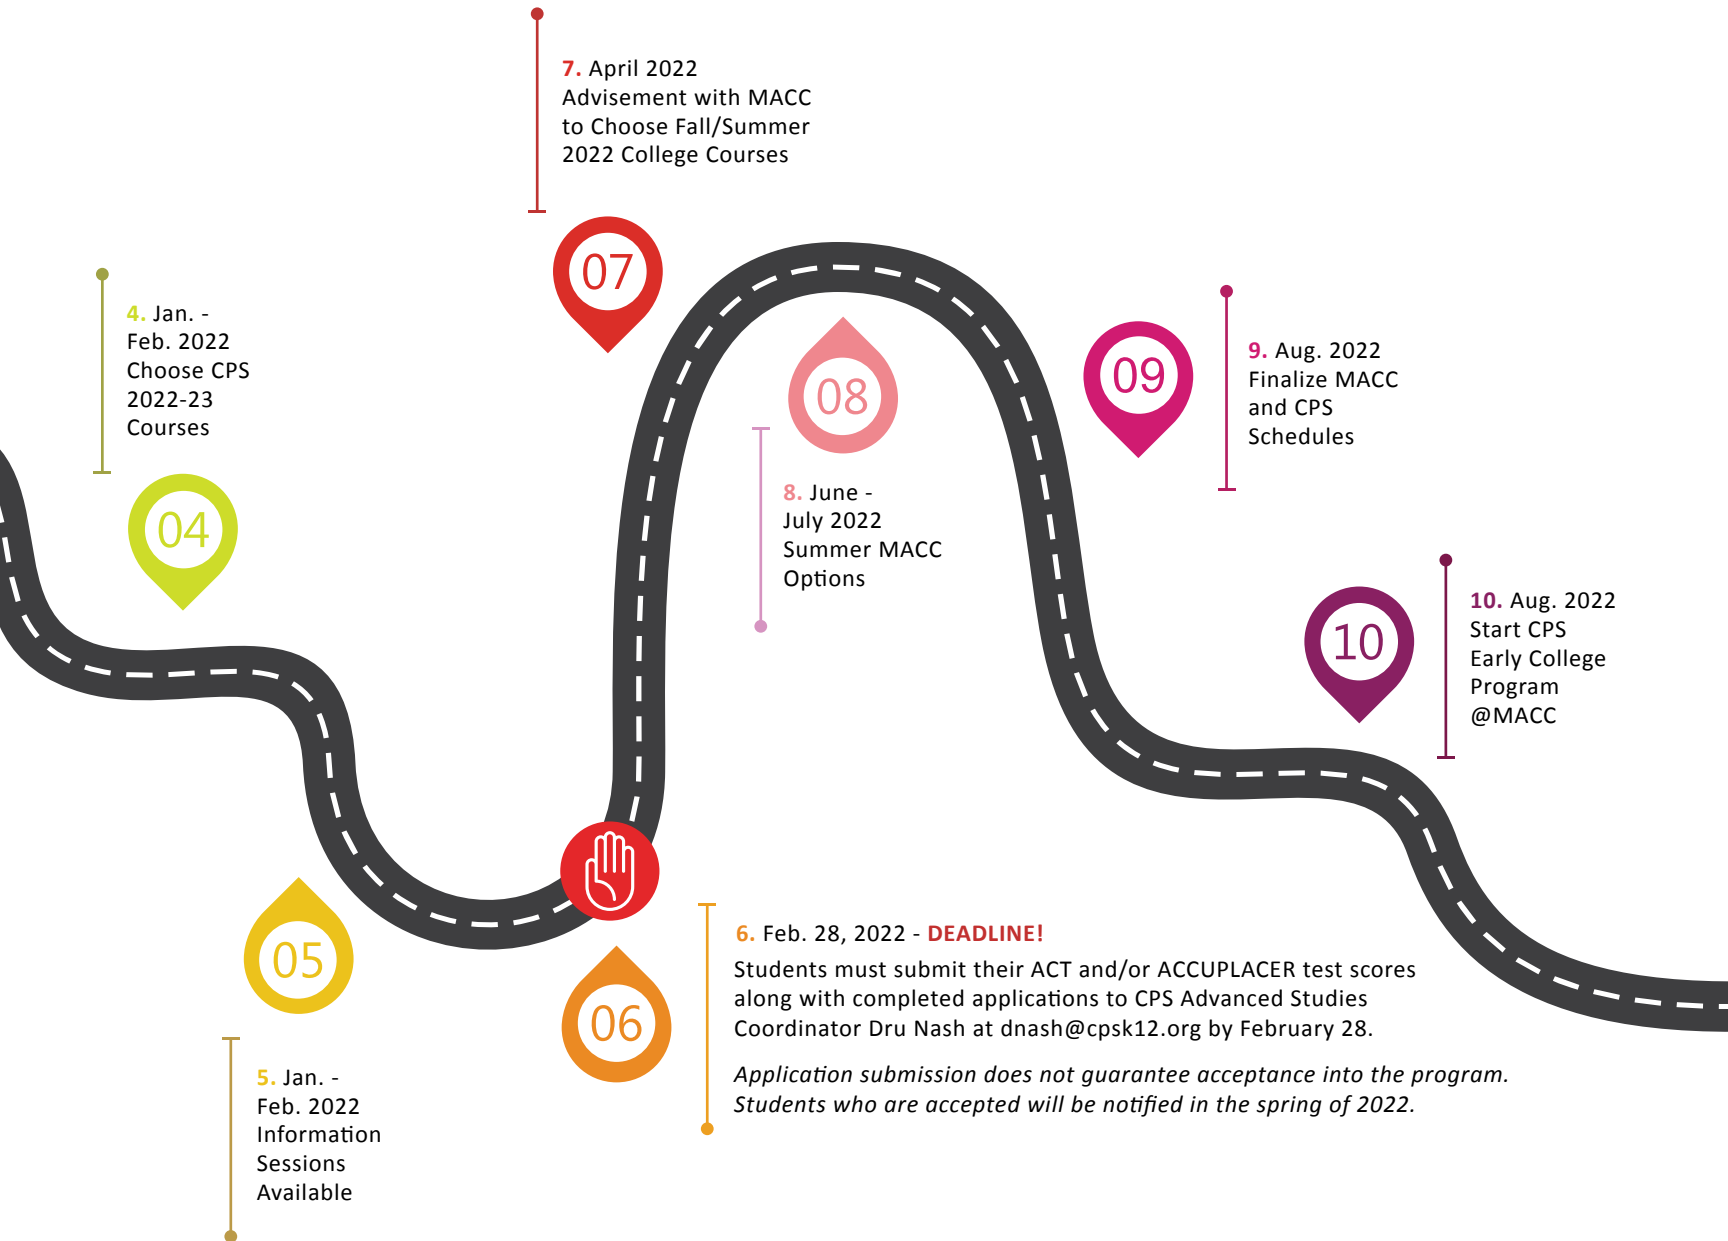 4. Jan. -
Feb. 2022
Choose CPS
2022-23
Courses
04
05
5. Jan. -
Feb. 2022
Information
Sessions
Available
06
6. Feb. 28, 2022 - DEADLINE!
Students must submit their ACT and/or ACCUPLACER test scores
along with completed applications to CPS Advanced Studies
Coordinator Dru Nash at dnash@cpsk12.org by February 28.
Application submission does not guarantee acceptance into the program.
Students who are accepted will be notified in the spring of 2022.
7. April 2022
Advisement with MACC
to Choose Fall/Summer
2022 College Courses
07
08
8. June -
July 2022
Summer MACC
Options
09
9. Aug. 2022
Finalize MACC
and CPS
Schedules
10
10. Aug. 2022
Start CPS
Early College
Program
@MACC